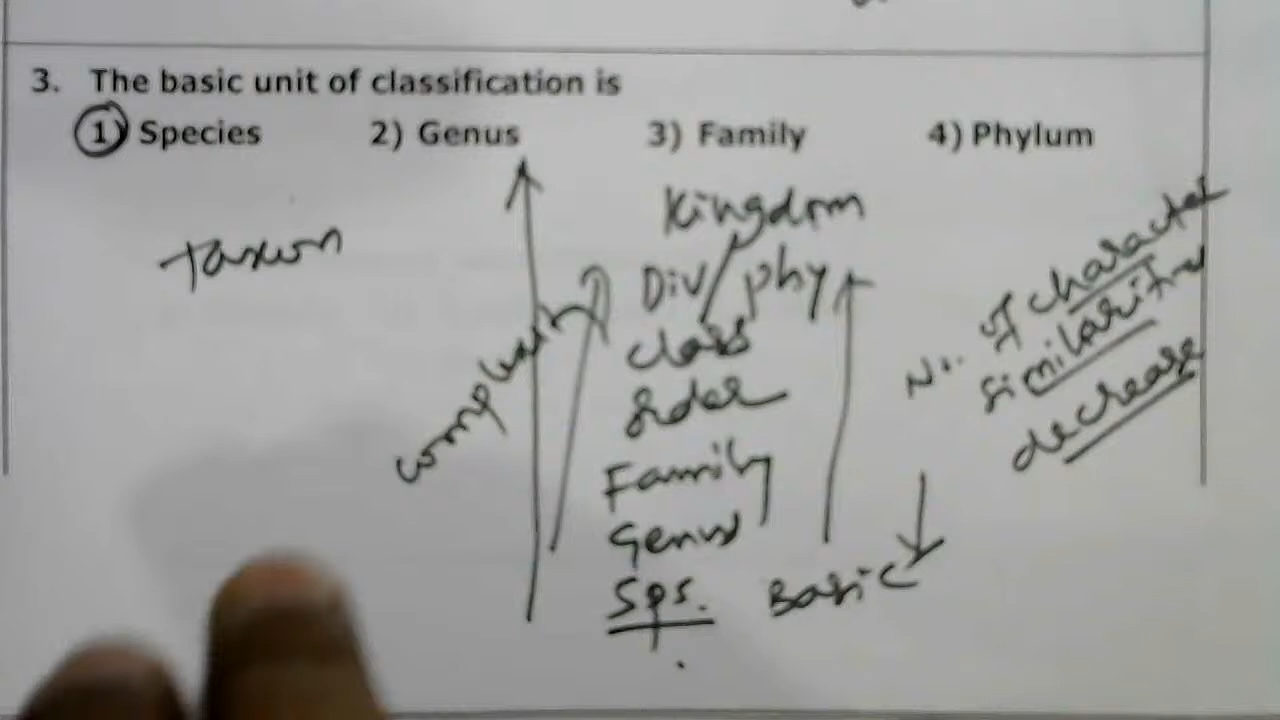 3. The basic unit of classification is
1) Species 2) Genus 3) Family 4) Phylum
Taxon
complexity
Kingdom
Div/phy
class
order
Family
Genus
Sps. Basic
No. of character
similarities
decrease